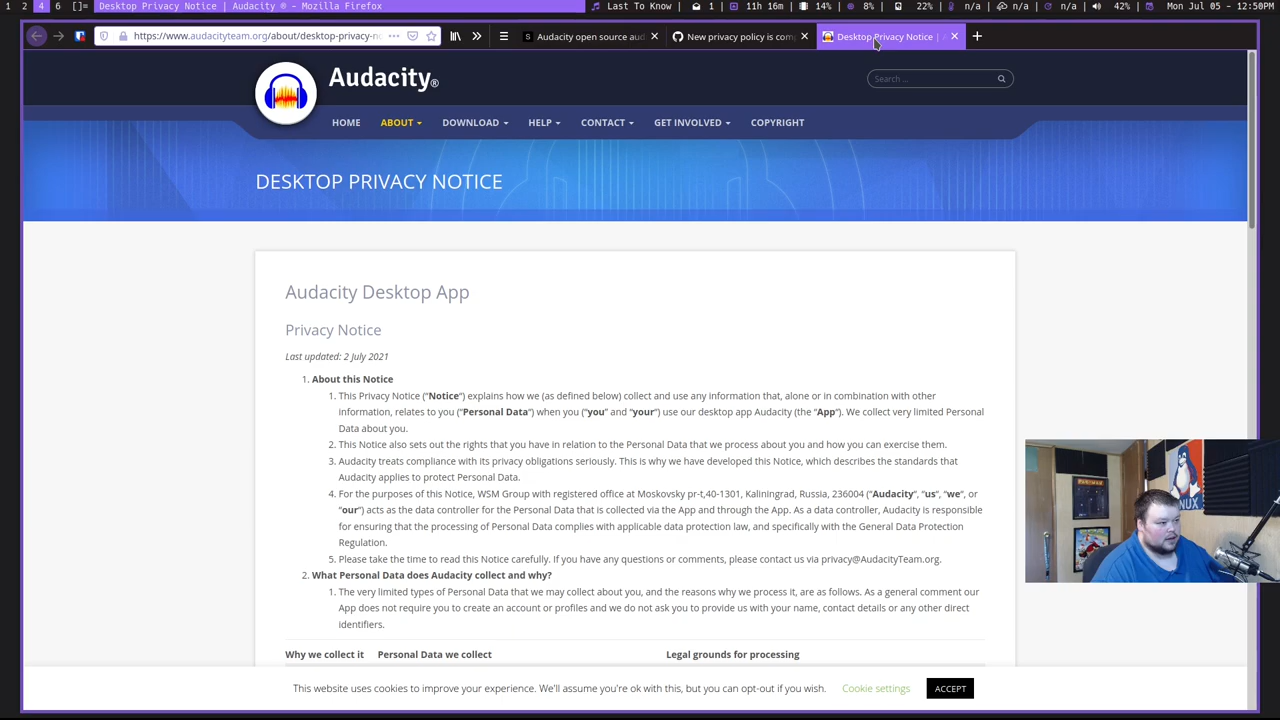 1 2 4 6 []= Desktop Privacy Notice | Audacity ® - Mozilla Firefox
Last To Know | 1 | 1h 16m | 14% | 8% | 22% | n/a | n/a | n/a | 42% | Mon Jul 05 - 12:50PM
https://www.audacityteam.org/about/desktop-privacy-n
Audacity open source aud
New privacy policy is com
Desktop Privacy Notice |
Audacity®
Search ...
HOME ABOUT DOWNLOAD HELP CONTACT GET INVOLVED COPYRIGHT
DESKTOP PRIVACY NOTICE
Audacity Desktop App
Privacy Notice
Last updated: 2 July 2021
1. About this Notice
1. This Privacy Notice (“Notice”) explains how we (as defined below) collect and use any information that, alone or in combination with other
information, relates to you (“Personal Data”) when you (“you” and “your”) use our desktop app Audacity (the “App”). We collect very limited Personal
Data about you.
2. This Notice also sets out the rights that you have in relation to the Personal Data that we process about you and how you can exercise them.
3. Audacity treats compliance with its privacy obligations seriously. This is why we have developed this Notice, which describes the standards that
Audacity applies to protect Personal Data.
4. For the purposes of this Notice, WSM Group with registered office at Moskovsky pr-t,40-1301, Kaliningrad, Russia, 236004 (“Audacity”, “us”, “we”, or
“our”) acts as the data controller for the Personal Data that is collected via the App and through the App. As a data controller, Audacity is responsible
for ensuring that the processing of Personal Data complies with applicable data protection law, and specifically with the General Data Protection
Regulation.
5. Please take the time to read this Notice carefully. If you have any questions or comments, please contact us via privacy@AudacityTeam.org.
2. What Personal Data does Audacity collect and why?
1. The very limited types of Personal Data that we may collect about you, and the reasons why we process it, are as follows. As a general comment our
App does not require you to create an account or profiles and we do not ask you to provide us with your name, contact details or any other direct
identifiers.
Why we collect it Personal Data we collect Legal grounds for processing
This website uses cookies to improve your experience. We'll assume you're ok with this, but you can opt-out if you wish. Cookie settings ACCEPT